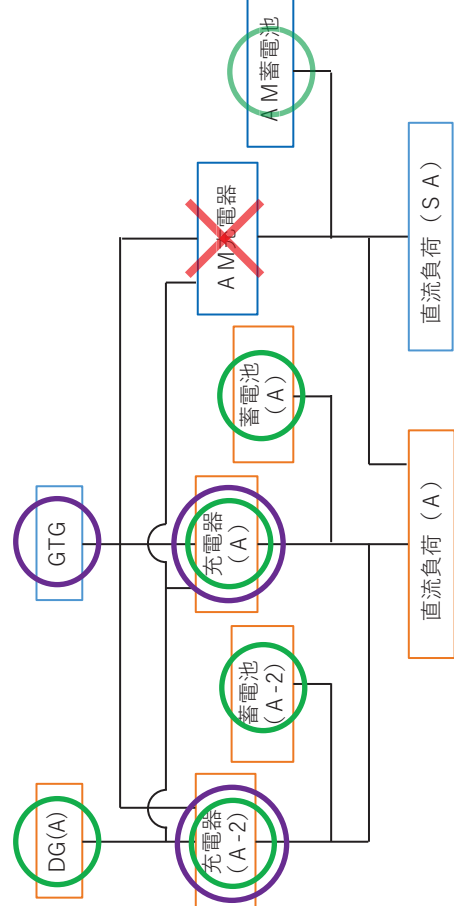 DG(A)
GTG
充電器
(A-2)
蓄電池
(A-2)
充電器
(A)
蓄電池
(A)
AM充電器
AM蓄電池
直流負荷(A)
直流負荷(SA)